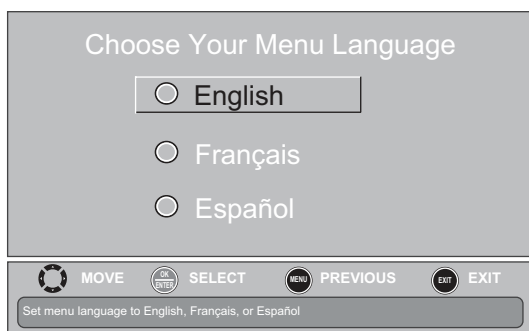 Choose Your Menu Language
English
Français
Español
MOVE OK ENTER SELECT MENU PREVIOUS EXIT EXIT
Set menu language to English, Français, or Español